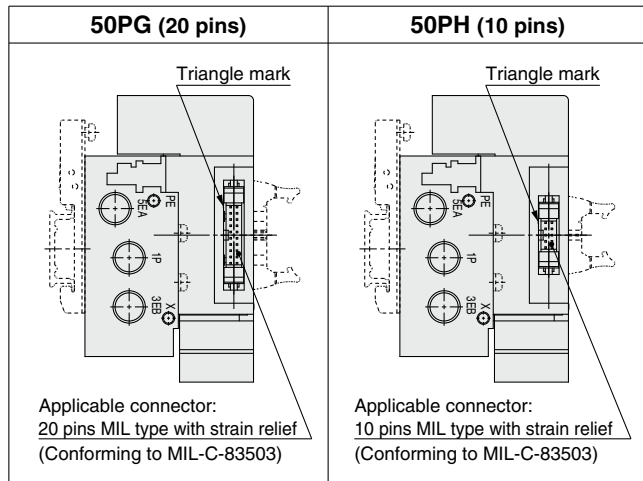 50PG (20 pins)
Triangle mark
5EA
PE
1P
3EB
X
Applicable connector:
20 pins MIL type with strain relief
(Conforming to MIL-C-83503)
50PH (10 pins)
Triangle mark
5EA
PE
1P
3EB
X
Applicable connector:
10 pins MIL type with strain relief
(Conforming to MIL-C-83503)